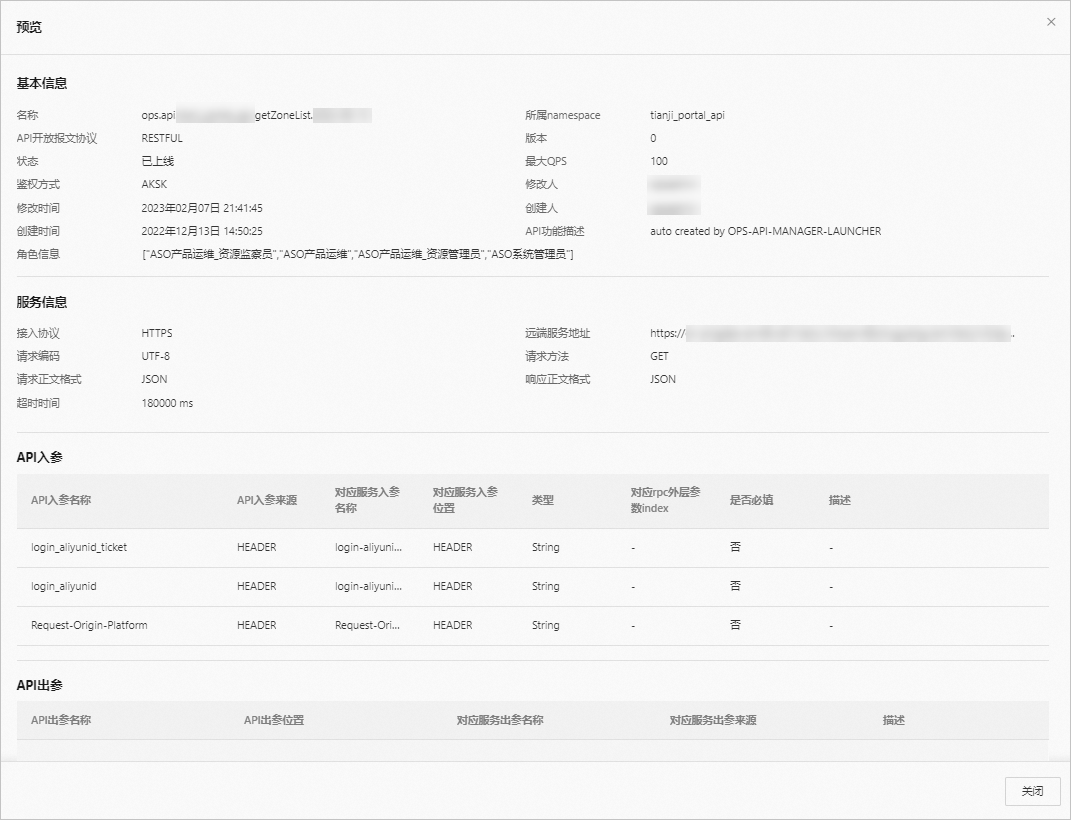 预览
基本信息
名称 ops.api getZoneList. 所属namespace tianji_portal_api
API开放报文协议 RESTFUL 版本 0
状态 已上线 最大QPS 100
鉴权方式 AKSK 修改人
修改时间 2023年02月07日 21:41:45 创建人
创建时间 2022年12月13日 14:50:25 API功能描述 auto created by OPS-API-MANAGER-LAUNCHER
角色信息 ["ASO产品运维_资源监察员","ASO产品运维","ASO产品运维_资源管理员","ASO系统管理员"]
服务信息
接入协议 HTTPS 远端服务地址 https:// ..
请求编码 UTF-8 请求方法 GET
请求正文格式 JSON 响应正文格式 JSON
超时时间 180000 ms
API入参
API入参名称 API入参来源 对应服务入参名称 对应服务入参位置 类型 对应rpc外层参数index 是否必填 描述
login_aliyunid_ticket HEADER login-aliyuni... HEADER String - 否 -
login_aliyunid HEADER login-aliyuni... HEADER String - 否 -
Request-Origin-Platform HEADER Request-Ori... HEADER String - 否 -
API出参
API出参名称 API出参位置 对应服务出参名称 对应服务出参来源 描述
关闭